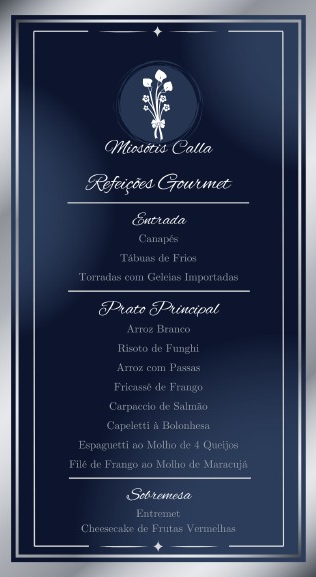 Miosótis Calla
Refeições Gourmet
Entrada
Canapés
Tábuas de Frios
Torradas com Geleias Importadas
Prato Principal
Arroz Branco
Risoto de Funghi
Arroz com Passas
Fricassê de Frango
Carpaccio de Salmão
Capeletti à Bolonhesa
Espaguetti ao Molho de 4 Queijos
Filé de Frango ao Molho de Maracujá
Sobremesa
Entremet
Cheesecake de Frutas Vermelhas